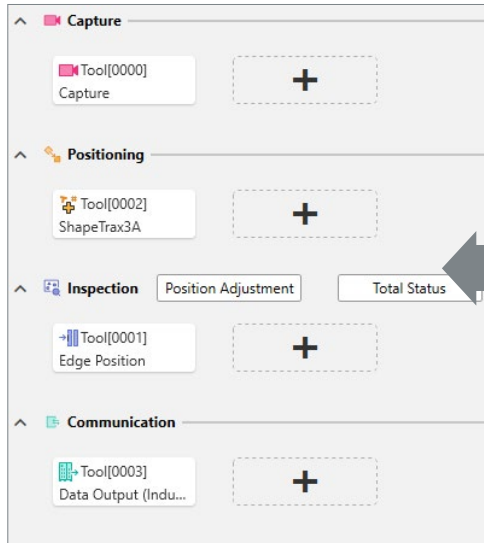 Capture
Tool[0000]
Capture
Positioning
Tool[0002]
ShapeTrax3A
Inspection Position Adjustment Total Status
Tool[0001]
Edge Position
Communication
Tool[0003]
Data Output (Indu...